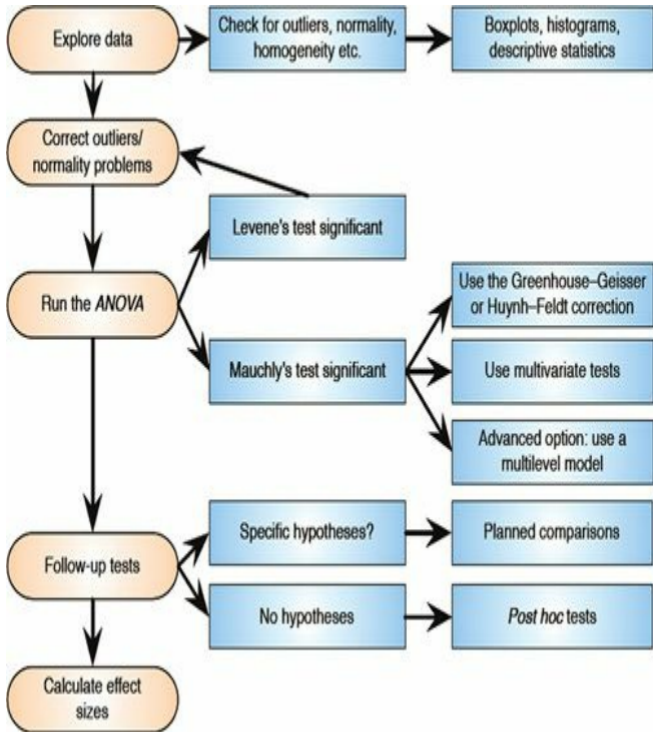 Explore data
Check for outliers, normality,
homogeneity etc.
Boxplots, histograms,
descriptive statistics
Correct outliers/
normality problems
Levene's test significant
Run the ANOVA
Use the Greenhouse–Geisser
or Huynh–Feldt correction
Mauchly's test significant
Use multivariate tests
Advanced option: use a
multilevel model
Specific hypotheses?
Planned comparisons
Follow-up tests
No hypotheses
Post hoc tests
Calculate effect
sizes